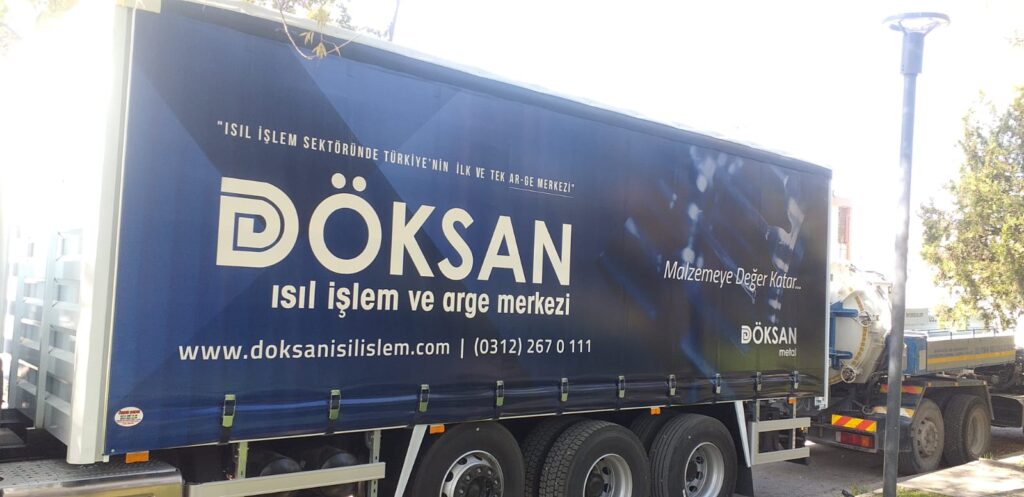 "ISIL İŞLEM SEKTÖRÜNDE TÜRKİYE'NİN İLK VE TEK AR-GE MERKEZİ"
DÖKSAN
ısıl işlem ve arge merkezi
www.doksanisilislem.com | (0312) 267 0 111
Malzemeye Değer Katar...
DÖKSAN
metal